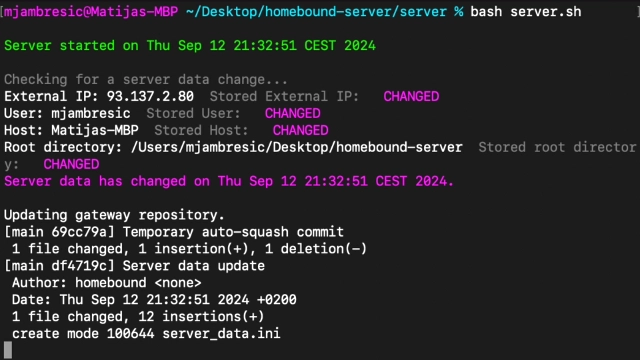 mjambresic@Matijas-MBP ~/Desktop/homebound-server/server % bash server.sh
Server started on Thu Sep 12 21:32:51 CEST 2024
Checking for a server data change...
External IP: 93.137.2.80  Stored External IP:   CHANGED
User: mjambresic  Stored User:   CHANGED
Host: Matijas-MBP  Stored Host:   CHANGED
Root directory: /Users/mjambresic/Desktop/homebound-server  Stored root director
y:   CHANGED
Server data has changed on Thu Sep 12 21:32:51 CEST 2024.
Updating gateway repository.
[main 69cc79a] Temporary auto-squash commit
 1 file changed, 1 insertion(+), 1 deletion(-)
[main df4719c] Server data update
 Author: homebound <none>
 Date: Thu Sep 12 21:32:51 2024 +0200
 1 file changed, 12 insertions(+)
 create mode 100644 server_data.ini